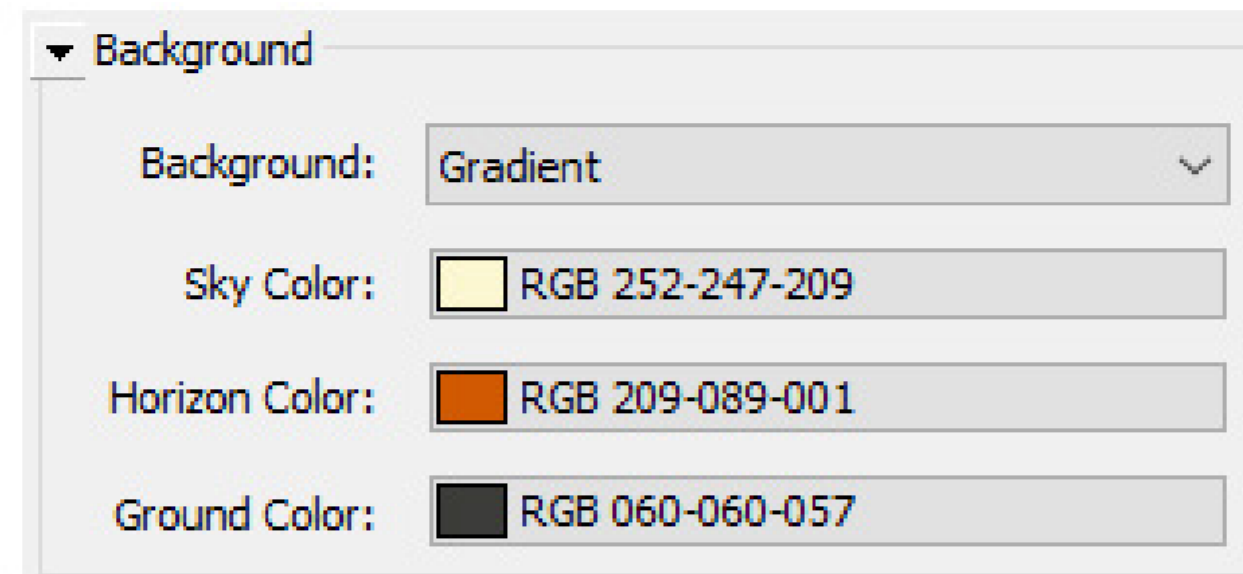 Background
Background: Gradient
Sky Color: RGB 252-247-209
Horizon Color: RGB 209-089-001
Ground Color: RGB 060-060-057